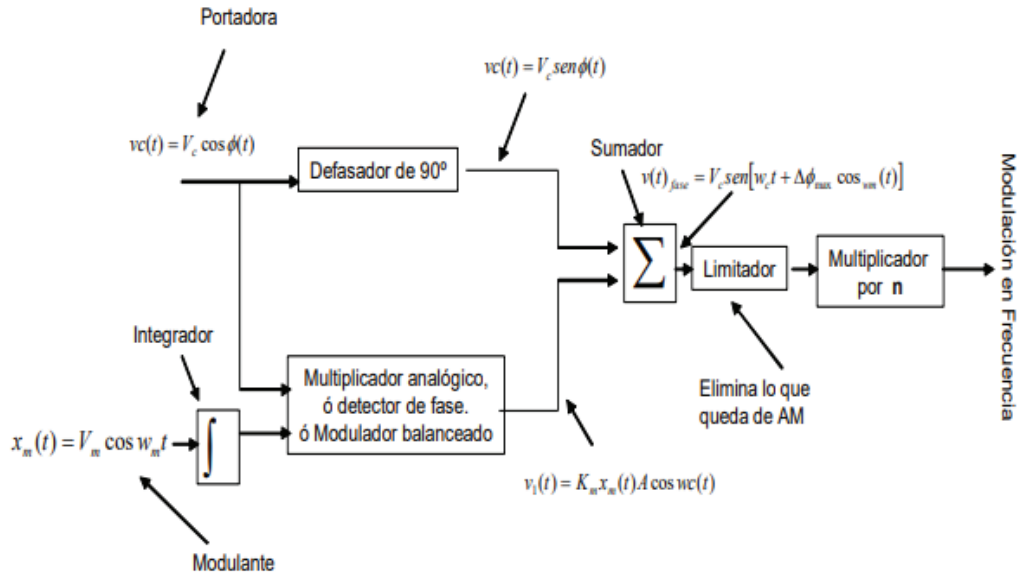 Portadora
vc(t) = V_c cos ϕ(t)
vc(t) = V_c sen ϕ(t)
Defasador de 90º
Sumador
v(t)_fase = V_c sen[w_c t + Δϕ_max cos_wm(t)]
∑
Limitador
Multiplicador
por n
Modulación en Frecuencia
Integrador
∫
Multiplicador analógico,
ó detector de fase.
ó Modulador balanceado
Elimina lo que
queda de AM
x_m(t) = V_m cos w_m t
v_1(t) = K_m x_m(t) A cos wc(t)
Modulante